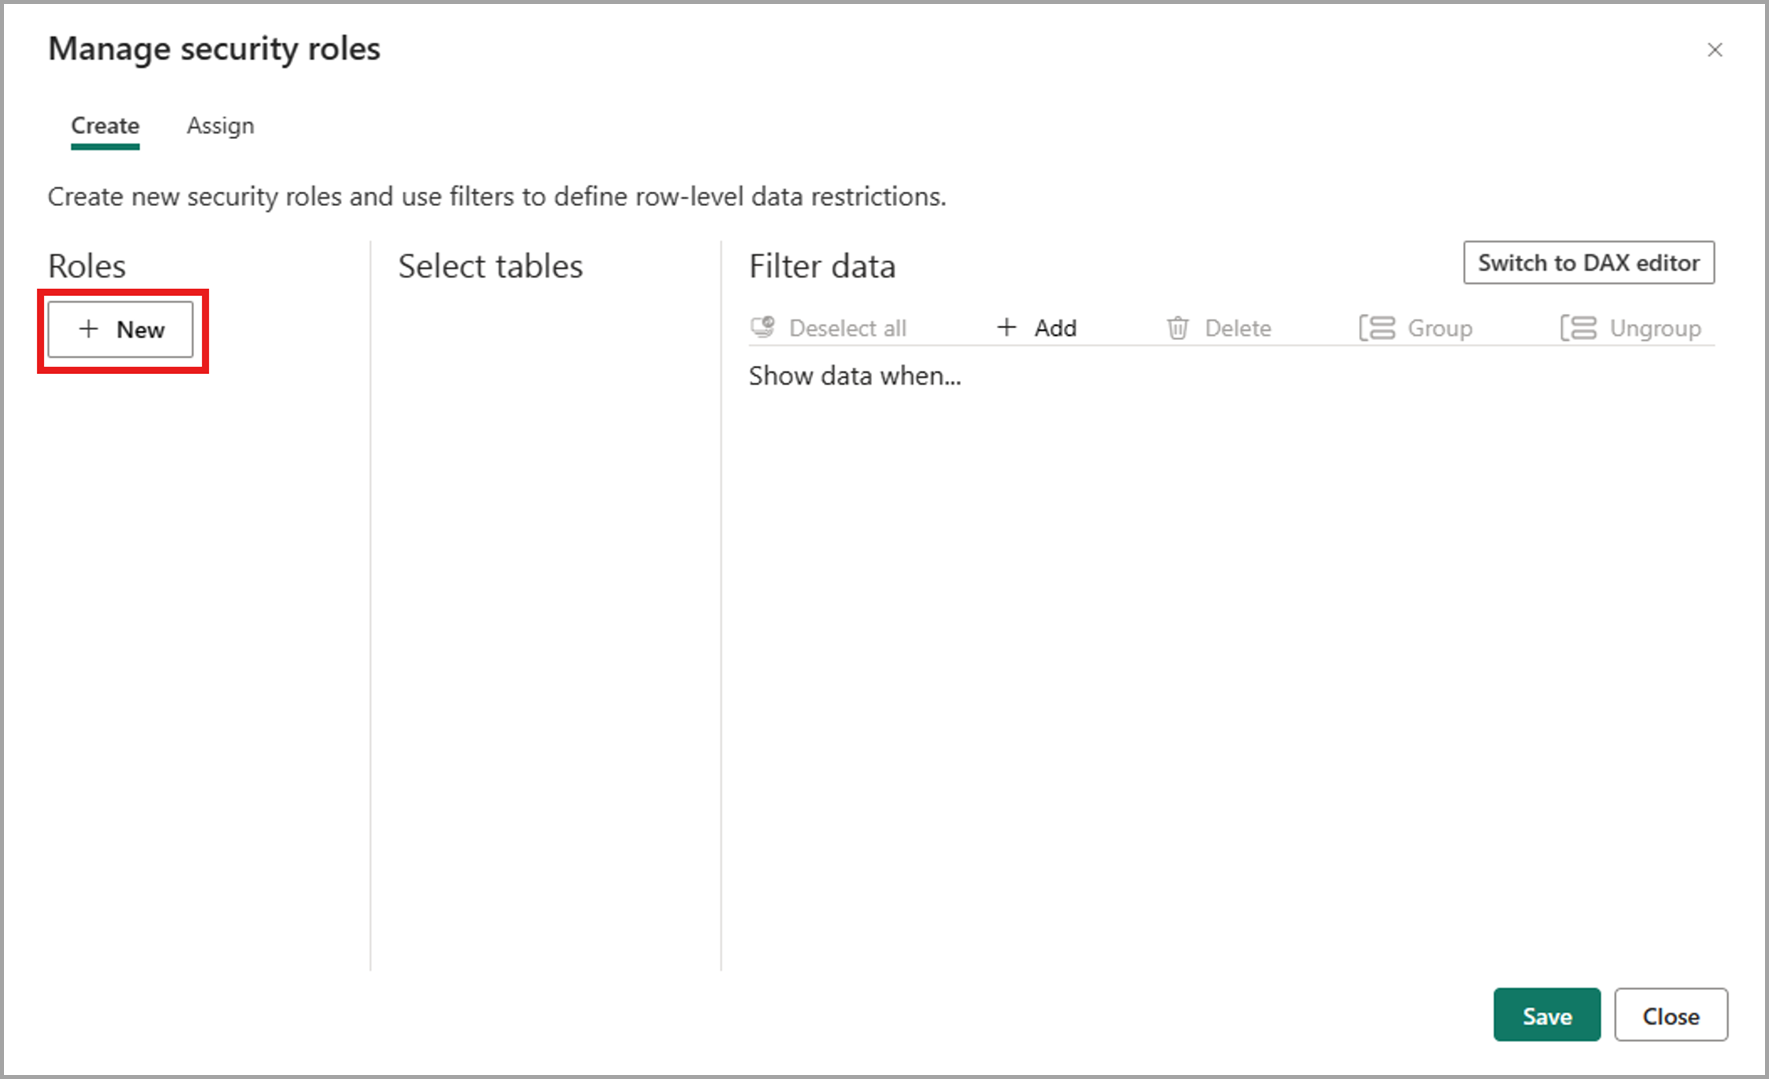 Manage security roles
Create Assign
Create new security roles and use filters to define row-level data restrictions.
Roles
+ New
Select tables
Filter data
Switch to DAX editor
Deselect all + Add Delete Group Ungroup
Show data when...
Save Close